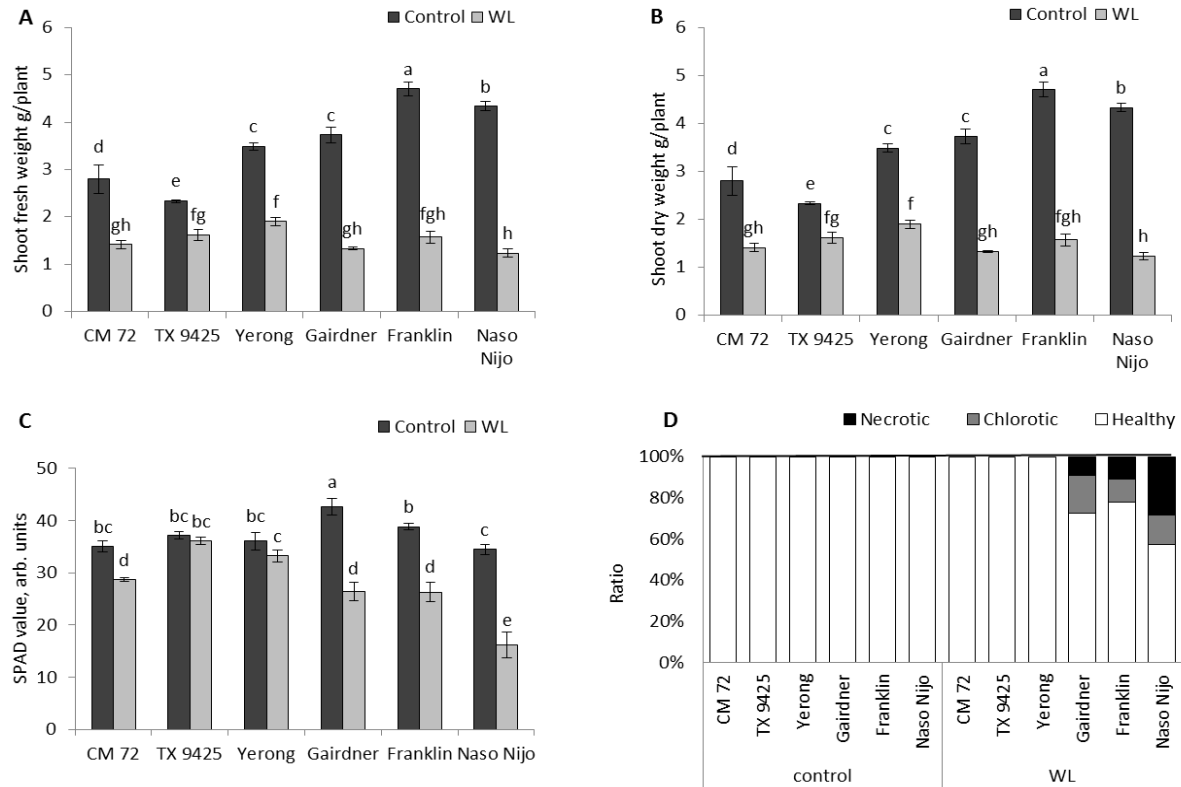 A
Control WL
Shoot fresh weight g/plant
6
5
4
3
2
1
0
d gh e fg c f c gh a fgh b h
CM 72 TX 9425 Yerong Gairdner Franklin Naso
Nijo
B
Control WL
Shoot dry weight g/plant
6
5
4
3
2
1
0
d gh e fg c f c gh a fgh b h
CM 72 TX 9425 Yerong Gairdner Franklin Naso
Nijo
C
Control WL
SPAD value, arb. units
50
40
30
20
10
0
bc d bc bc bc c a d b d c e
CM 72 TX 9425 Yerong Gairdner Franklin Naso Nijo
D
Necrotic Chlorotic Healthy
Ratio
100%
80%
60%
40%
20%
0%
CM 72
TX 9425
Yerong
Gairdner
Franklin
Naso Nijo
CM 72
TX 9425
Yerong
Gairdner
Franklin
Naso Nijo
control WL